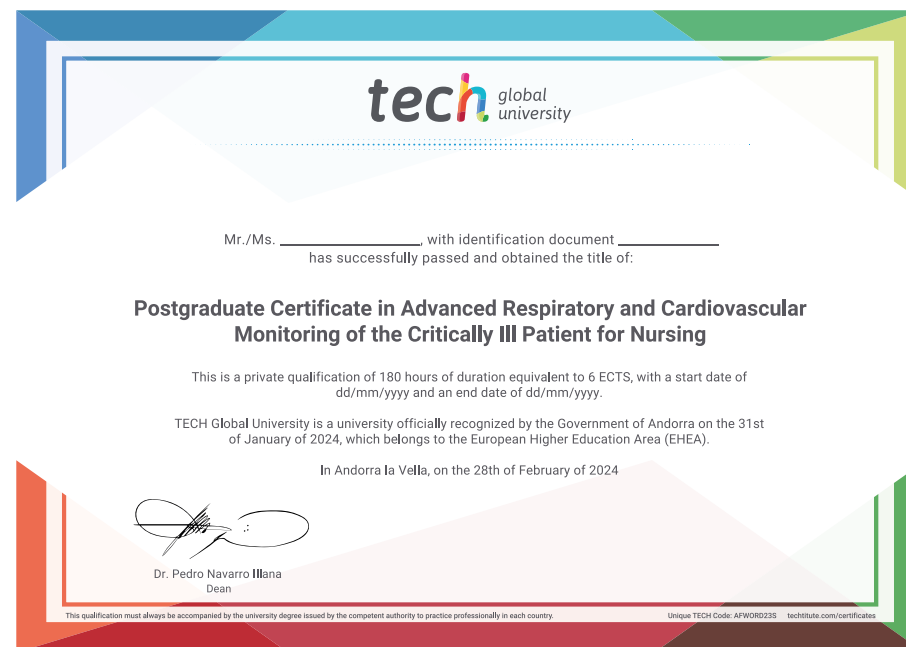 tech global university
Mr./Ms. ____________, with identification document ____________
has successfully passed and obtained the title of:
Postgraduate Certificate in Advanced Respiratory and Cardiovascular
Monitoring of the Critically Ill Patient for Nursing
This is a private qualification of 180 hours of duration equivalent to 6 ECTS, with a start date of
dd/mm/yyyy and an end date of dd/mm/yyyy.
TECH Global University is a university officially recognized by the Government of Andorra on the 31st
of January of 2024, which belongs to the European Higher Education Area (EHEA).
In Andorra la Vella, on the 28th of February of 2024
Dr. Pedro Navarro Illana
Dean
This qualification must always be accompanied by the university degree issued by the competent authority to practice professionally in each country. Unique TECH Code: AFWORD23S techtitute.com/certificates